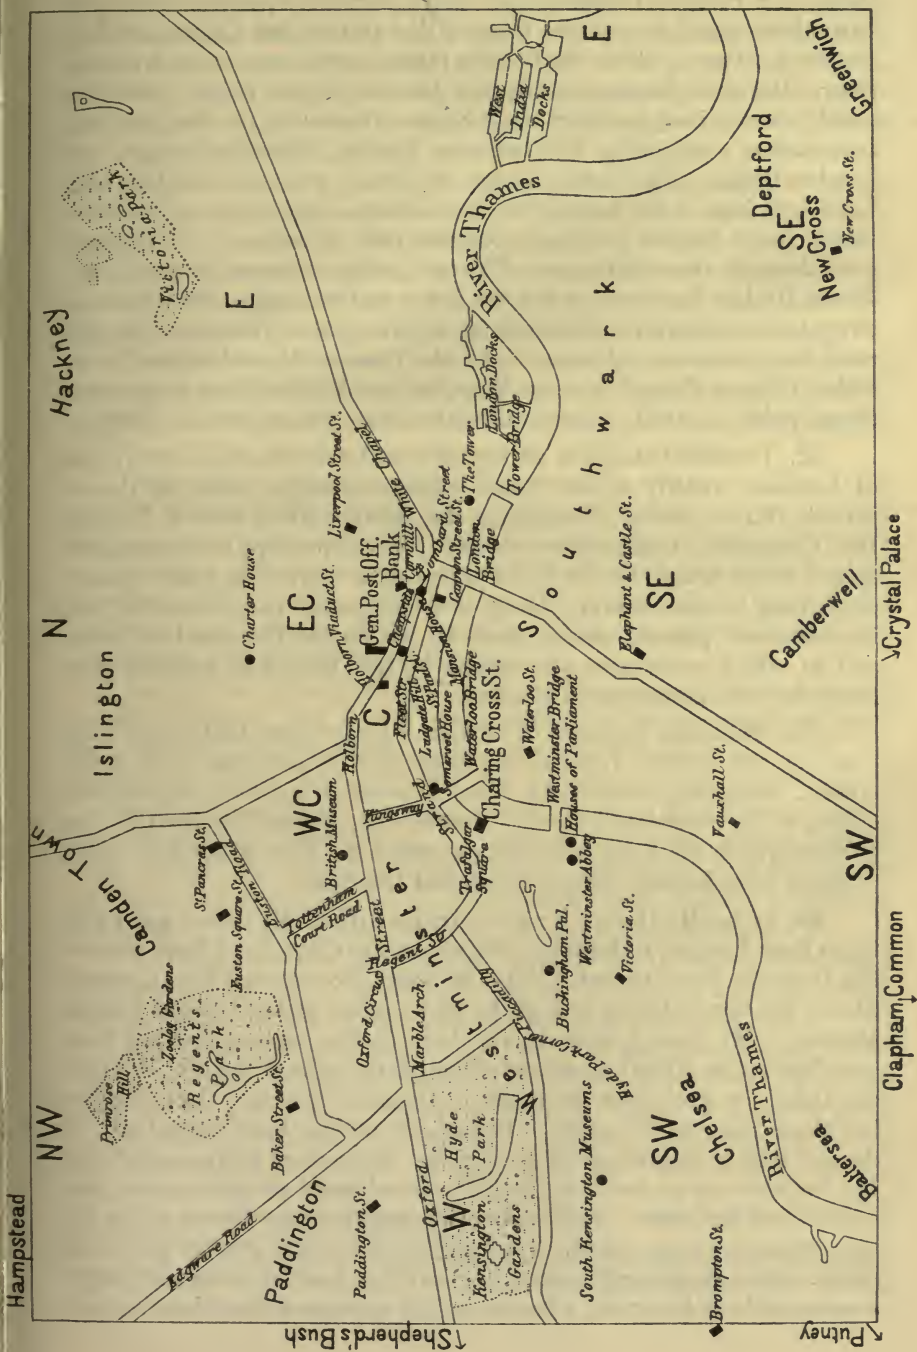 Hampstead
NW
N
Primrose
Hill
Camden Town
Islington
Hackney
Victoria Park
Zoolog. Gardens
Regents
Park
Euston Square St.
St Pancras St.
Euston Road
Charter House
E
Edgware Road
Baker Street St.
Paddington
Paddington St.
Tottenham
Court Road
British Museum
WC
EC
Holborn Viaduct St.
Liverpool Street St.
Oxford Circus
Oxford
Street
Regent Str.
Marble Arch
Kingsway
Holborn
Holborn
C
Gen. Post Off.
Bank
Cheapside
Cornhill
White Chapel
Lombard Street
Fleet Str.
Ludgate Hill
St Pauls
Mansion House
Cannon Street St.
London
Bridge
The Tower
Tower Bridge
London Docks
River Thames
West
India
Docks
E
Hyde
Park
W
Kensington
Gardens
Westminster
Piccadilly
Hyde Park Corner
Strand
Somerset House
Waterloo Bridge
Trafalgar
Square
Charing Cross St.
Waterloo St.
Westminster Bridge
Houses of Parliament
Westminster Abbey
Buckingham Pal.
Victoria St.
South Kensington Museums
SW
Chelsea
Vauxhall St.
Southwark
Elephant & Castle St.
SE
Camberwell
Deptford
SE
New Cross
New Cross St.
Greenwich
Brompton St.
River Thames
Battersea
SW
Shepherd's Bush
Putney
Clapham Common
Crystal Palace